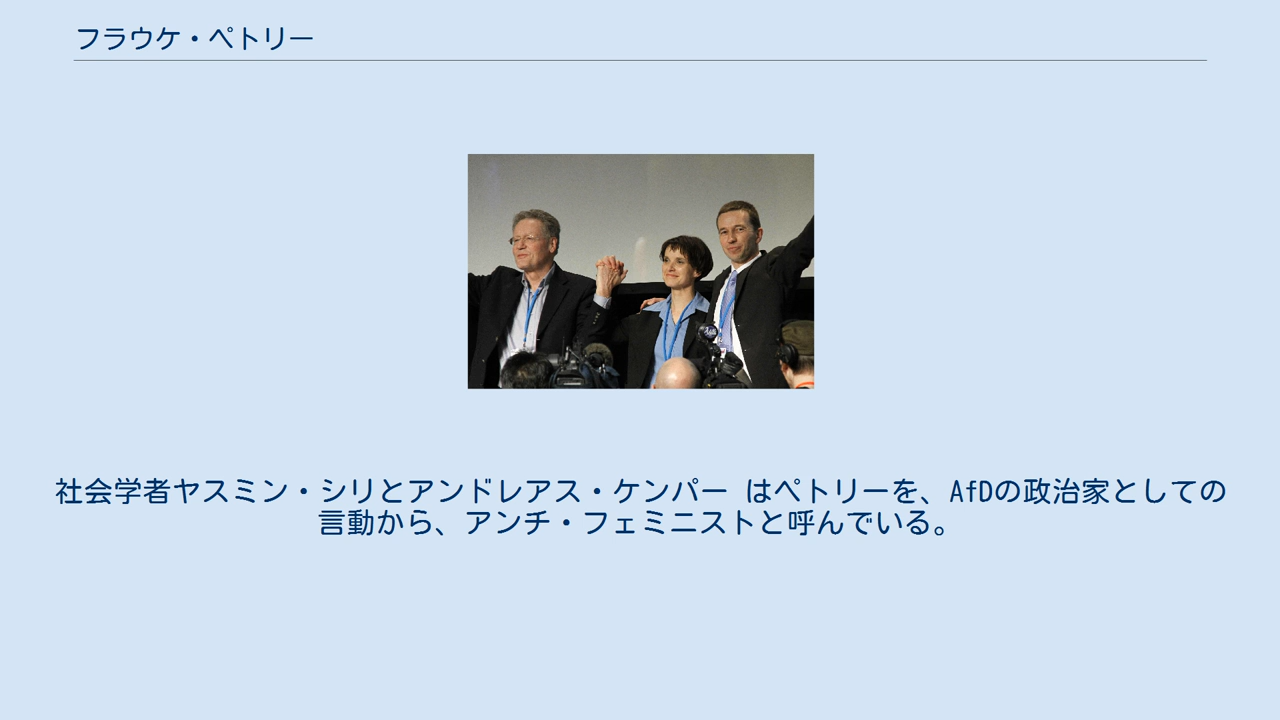 フラウケ・ペトリー
社会学者ヤスミン・シリとアンドレアス・ケンパー はペトリーを、AfDの政治家としての
言動から、アンチ・フェミニストと呼んでいる。